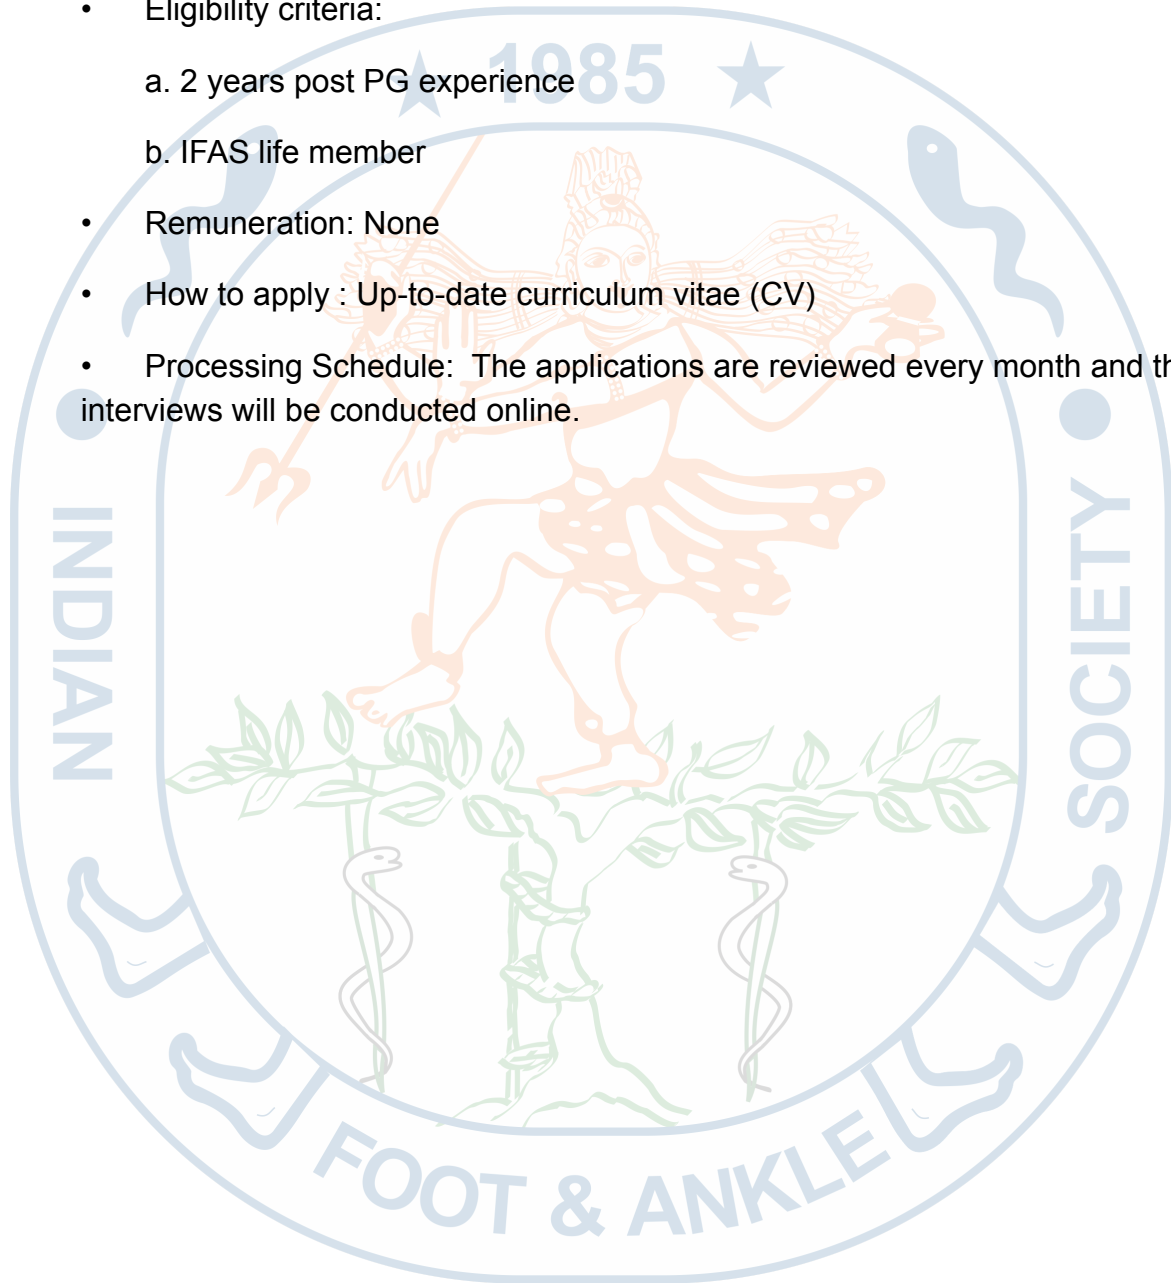 • Eligibility criteria:
a. 2 years post PG experience
b. IFAS life member
• Remuneration: None
• How to apply : Up-to-date curriculum vitae (CV)
• Processing Schedule: The applications are reviewed every month and
interviews will be conducted online.
1985
INDIAN
FOOT & ANKLE
SOCIETY